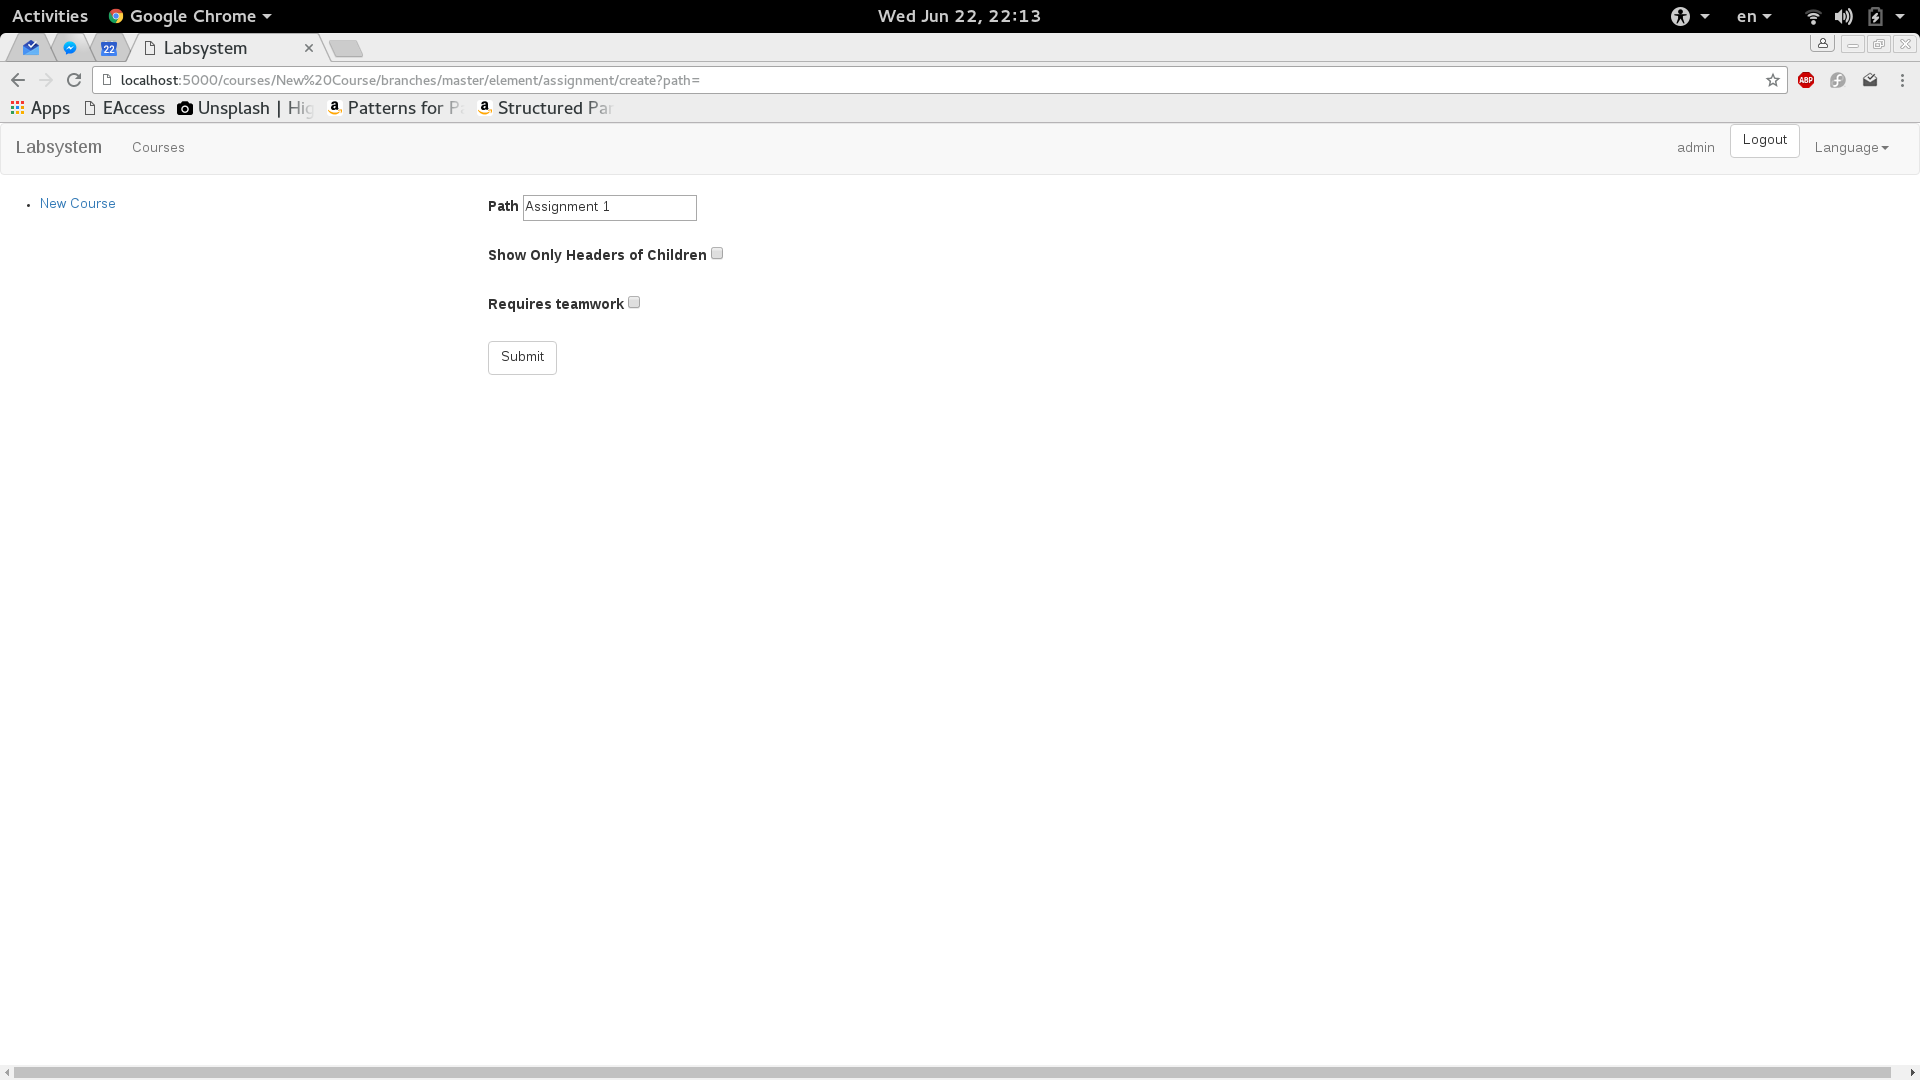 Activities Google Chrome Wed Jun 22, 22:13 en
22 Labsystem
localhost:5000/courses/New%20Course/branches/master/element/assignment/create?path= ABP
Apps EAccess Unsplash | Hig Patterns for P Structured Par
Labsystem Courses admin Logout Language
New Course
Path Assignment 1
Show Only Headers of Children
Requires teamwork
Submit